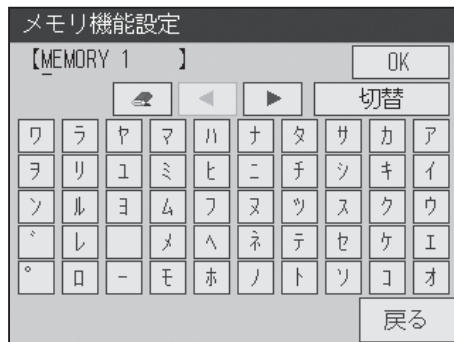 メモリ機能設定
【MEMORY 1 】 OK
切替
ワ ラ ヤ マ ハ ナ タ サ カ ア
ヲ リ ユ ミ ヒ ニ チ シ キ イ
ン ル ヨ ム フ ヌ ツ ス ク ウ
゛ レ メ ヘ ネ テ セ ケ エ
゜ ロ - モ ホ ノ ト ソ コ オ
戻る